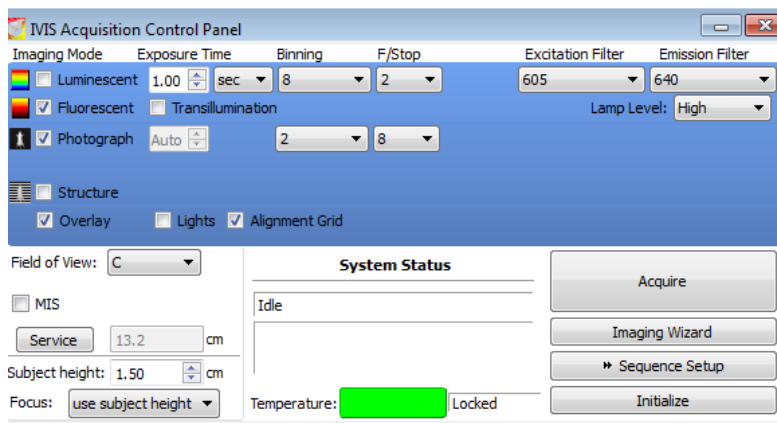 IVIS Acquisition Control Panel
Imaging Mode Exposure Time Binning F/Stop Excitation Filter Emission Filter
Luminescent 1.00 sec 8 2 605 640
Fluorescent Transillumination Lamp Level: High
Photograph Auto 2 8
Structure
Overlay Lights Alignment Grid
Field of View: C System Status
Acquire
MIS Idle
Service 13.2 cm Imaging Wizard
Subject height: 1.50 cm Sequence Setup
Focus: use subject height Temperature: Locked Initialize